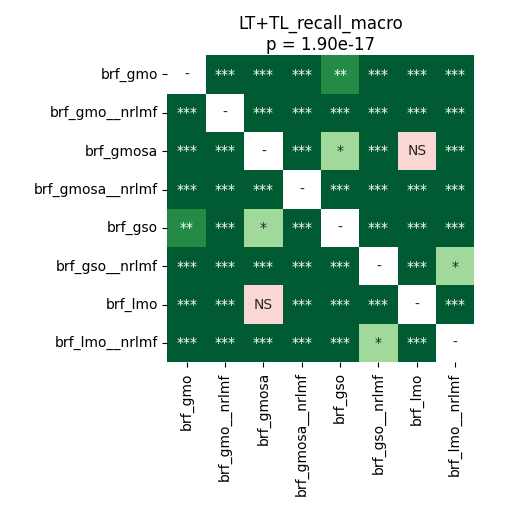 LT+TL_recall_macro
p = 1.90e-17
brf_gmo - *** *** *** ** *** *** ***
brf_gmo__nrlmf *** - *** *** *** *** *** ***
brf_gmosa *** *** - *** * *** NS ***
brf_gmosa__nrlmf *** *** *** - *** *** *** ***
brf_gso ** *** * *** - *** *** ***
brf_gso__nrlmf *** *** *** *** *** - *** *
brf_lmo *** *** NS *** *** *** - ***
brf_lmo__nrlmf *** *** *** *** *** * *** -
brf_gmo
brf_gmo__nrlmf
brf_gmosa
brf_gmosa__nrlmf
brf_gso
brf_gso__nrlmf
brf_lmo
brf_lmo__nrlmf